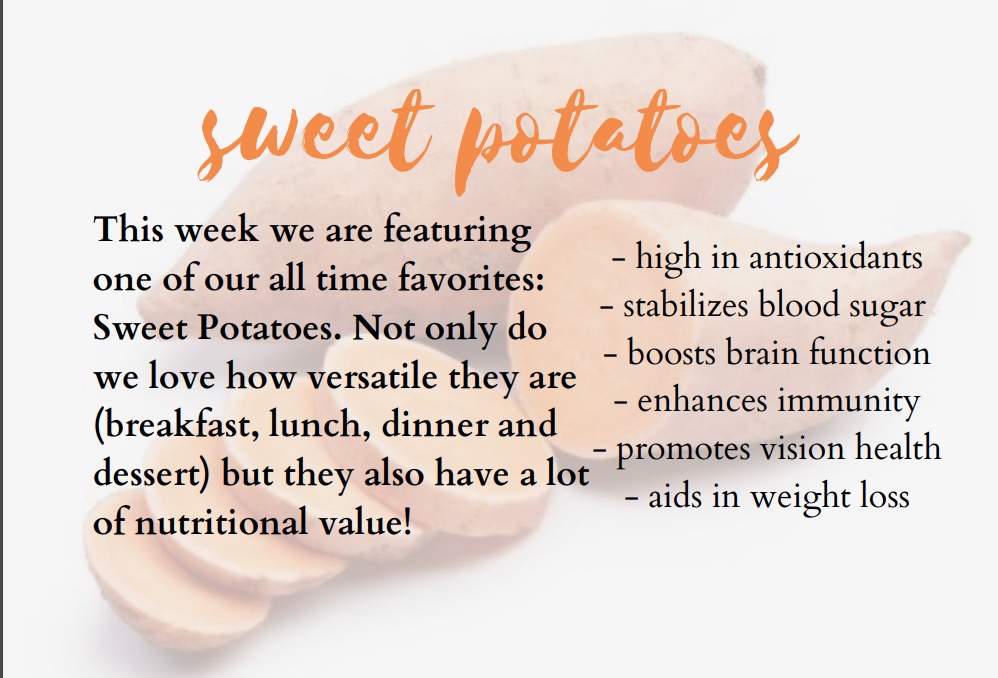 sweet potatoes
This week we are featuring
one of our all time favorites:
Sweet Potatoes. Not only do
we love how versatile they are
(breakfast, lunch, dinner and
dessert) but they also have a lot
of nutritional value!
- high in antioxidants
- stabilizes blood sugar
- boosts brain function
- enhances immunity
- promotes vision health
- aids in weight loss